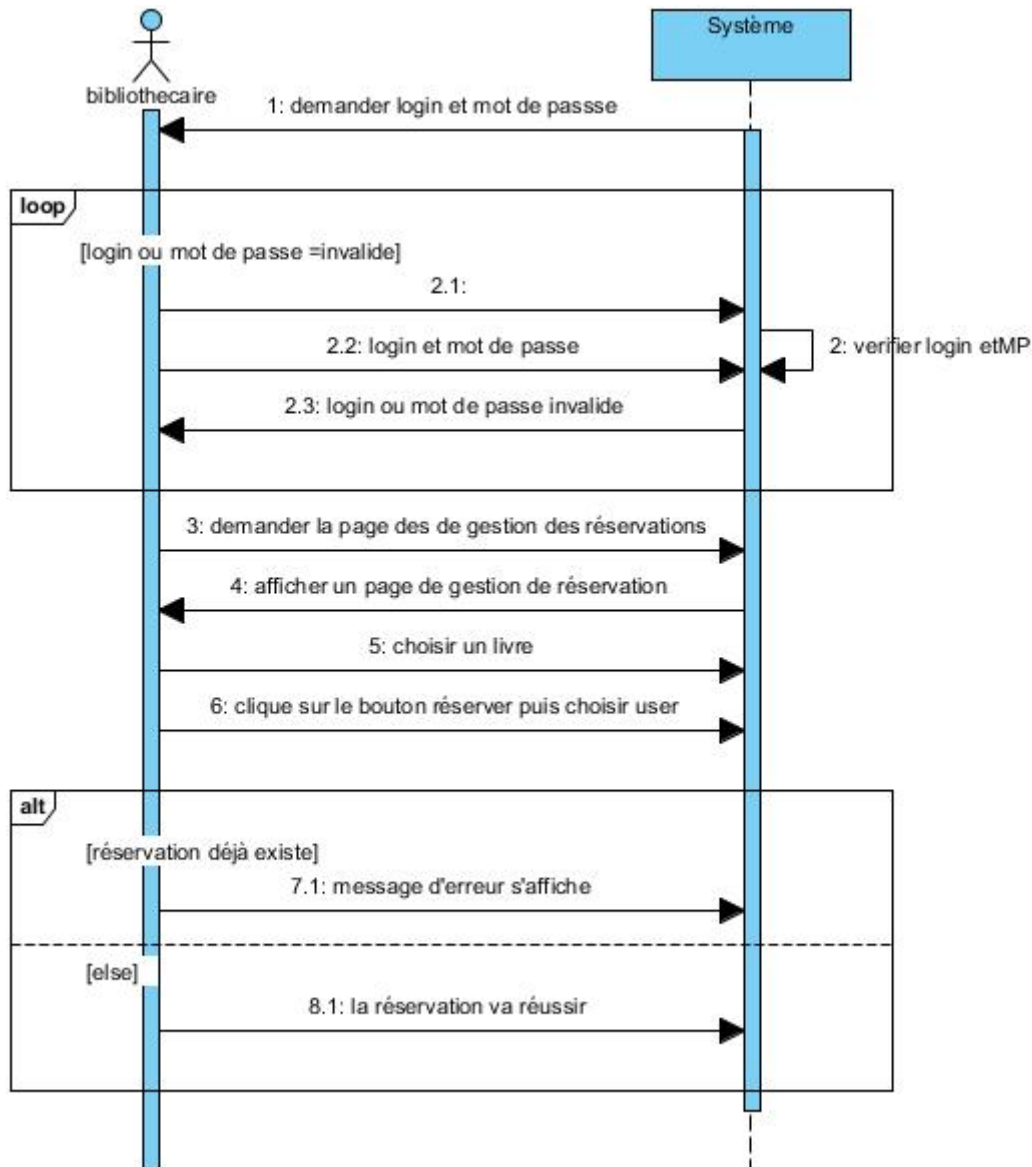 Système
bibliothecaire
1: demander login et mot de passse
loop
[login ou mot de passe =invalide]
2.1:
2.2: login et mot de passe
2: verifier login etMP
2.3: login ou mot de passe invalide
3: demander la page des de gestion des réservations
4: afficher un page de gestion de réservation
5: choisir un livre
6: clique sur le bouton réserver puis choisir user
alt
[réservation déjà existe]
7.1: message d'erreur s'affiche
[else]
8.1: la réservation va réussir